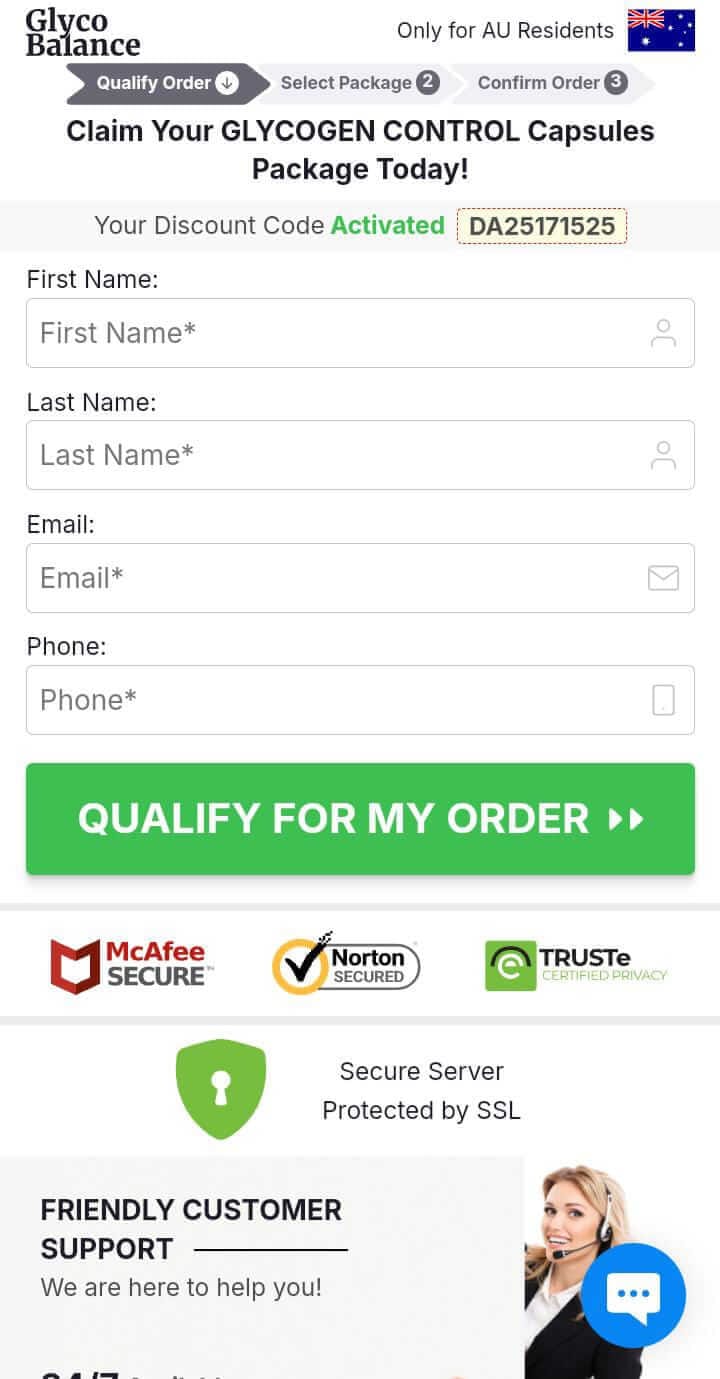 Glyco
Balance
Only for AU Residents
Qualify Order
Select Package 2
Confirm Order 3
Claim Your GLYCOGEN CONTROL Capsules
Package Today!
Your Discount Code Activated DA25171525
First Name:
First Name*
Last Name:
Last Name*
Email:
Email*
Phone:
Phone*
QUALIFY FOR MY ORDER
McAfee
SECURE™
Norton
SECURED
TRUSTe
CERTIFIED PRIVACY
Secure Server
Protected by SSL
FRIENDLY CUSTOMER
SUPPORT
We are here to help you!
24/7